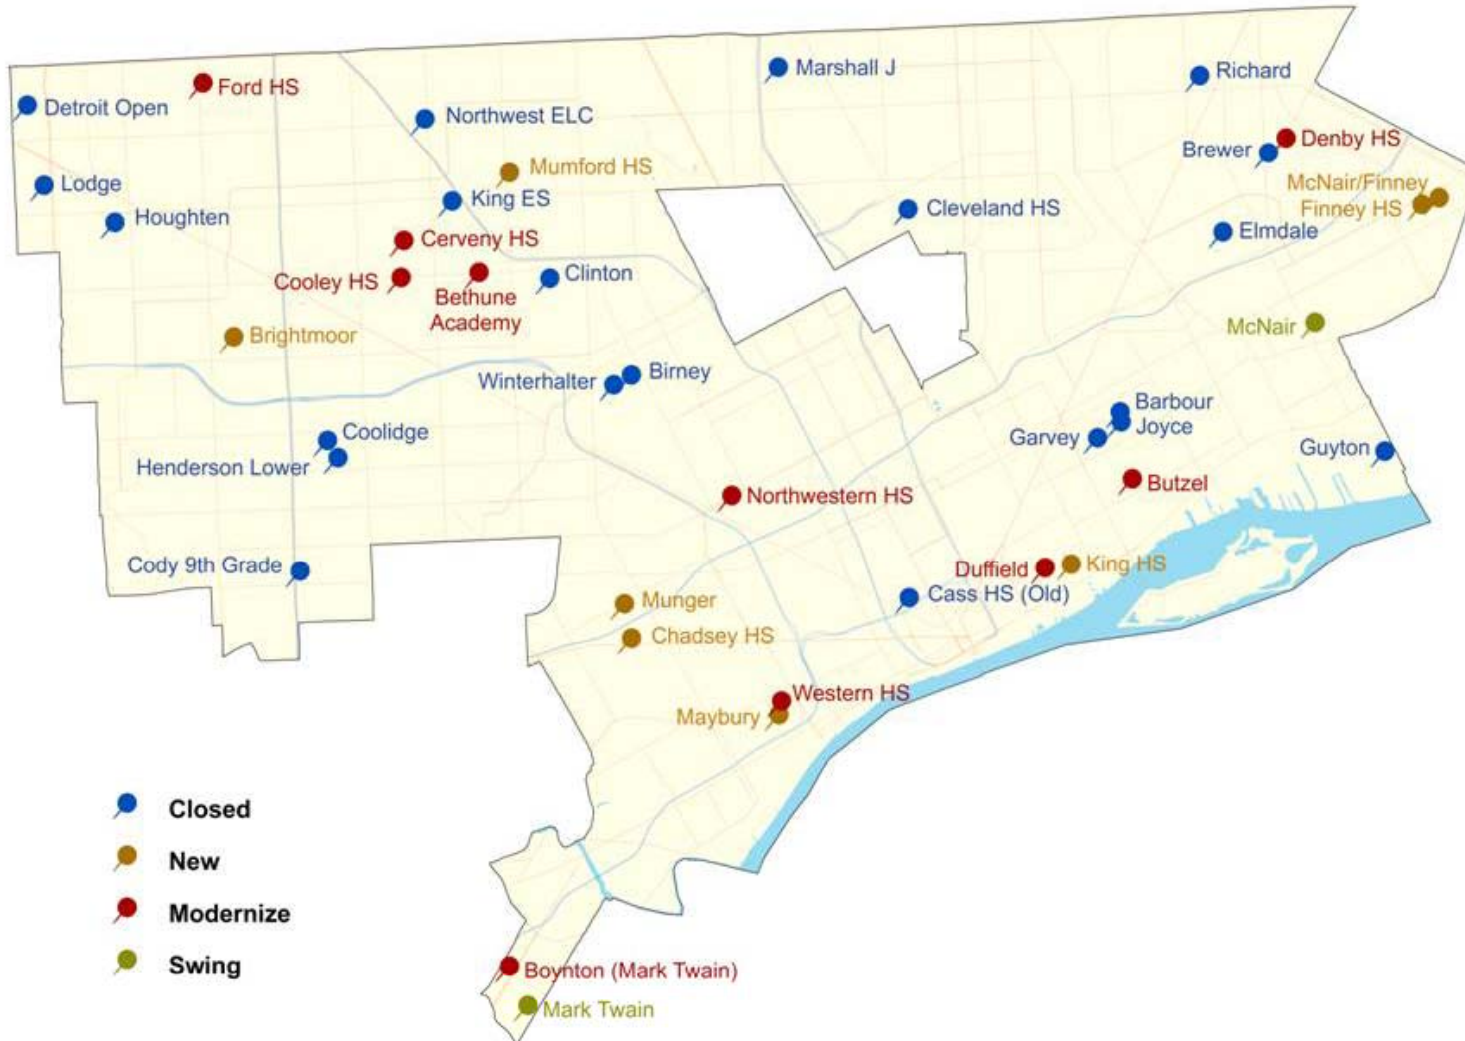 Marshall J
Richard
Ford HS
Detroit Open
Northwest ELC
Denby HS
Brewer
Mumford HS
McNair/Finney
Finney HS
Lodge
King ES
Houghten
Cleveland HS
Elmdale
Cerveny HS
Cooley HS
Clinton
Bethune
Academy
McNair
Brightmoor
Winterhalter
Birney
Barbour
Joyce
Garvey
Coolidge
Henderson Lower
Guyton
Butzel
Northwestern HS
Cody 9th Grade
Duffield
King HS
Cass HS (Old)
Munger
Chadsey HS
Western HS
Maybury
Closed
New
Modernize
Swing
Boynton (Mark Twain)
Mark Twain